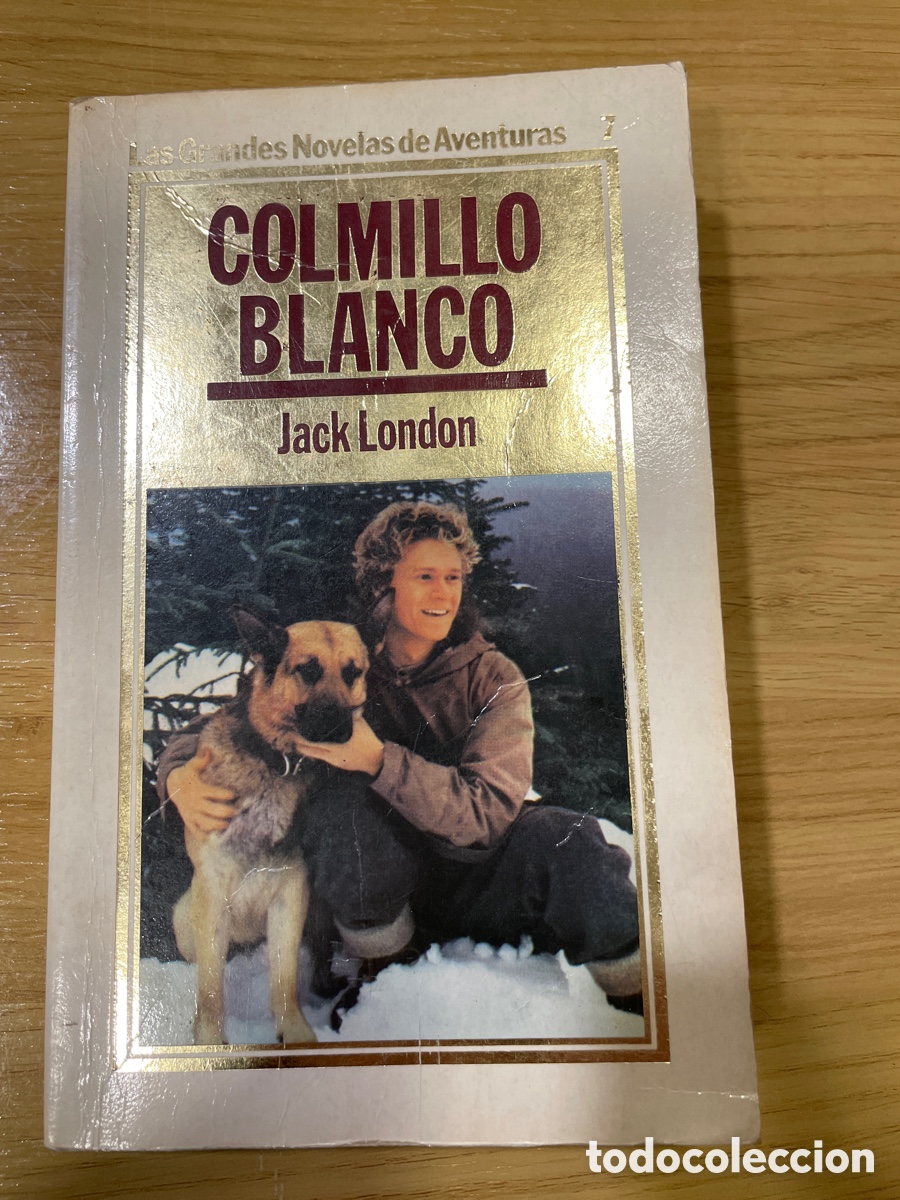 Las Grandes Novelas de Aventuras 7
COLMILLO
BLANCO
Jack London
todocoleccion